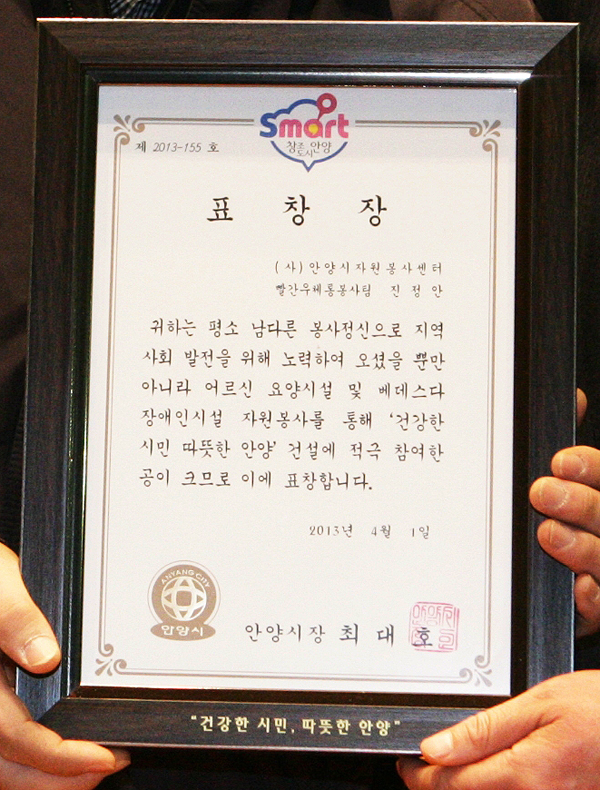 Smart
창조 안양
도시
제 2013-155 호
표 창 장
(사)안양시자원봉사센터
빨간우체통봉사팀 진정안
귀하는 평소 남다른 봉사정신으로 지역
사회 발전을 위해 노력하여 오셨을 뿐만
아니라 어르신 요양시설 및 베데스다
장애인시설 자원봉사를 통해 '건강한
시민 따뜻한 안양' 건설에 적극 참여한
공이 크므로 이에 표창합니다.
2013년 4월 1일
ANYANG CITY
안양시
안양시장 최 대 호
"건강한 시민, 따뜻한 안양"